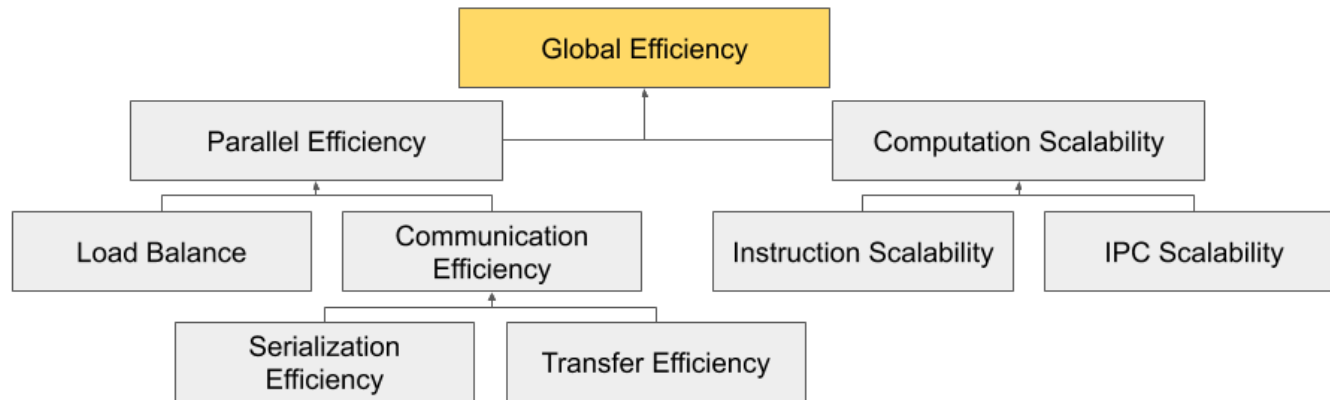 Global Efficiency
Parallel Efficiency
Computation Scalability
Load Balance
Communication
Efficiency
Instruction Scalability
IPC Scalability
Serialization
Efficiency
Transfer Efficiency